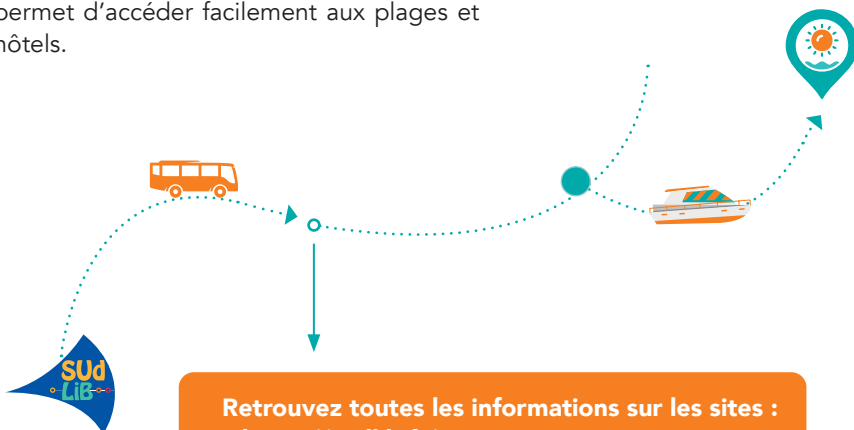 permet d'accéder facilement aux plages et
hôtels.
SUd
LiB
Retrouvez toutes les informations sur les sites :